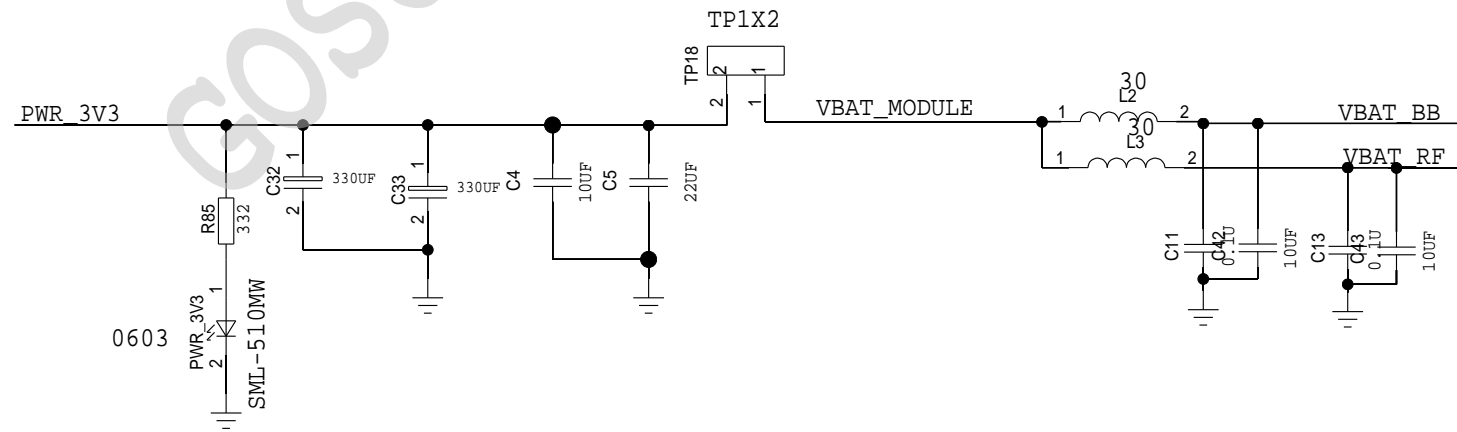 TP1X2
TP18
2
1
2
1
PWR_3V3
VBAT_MODULE
30
L2
1
2
VBAT_BB
30
L3
1
2
VBAT_RF
R85
332
C32
1
2
330UF
C33
1
2
330UF
C4
10UF
C5
22UF
C11
0.1U
C42
10UF
C13
0.1U
C43
10UF
0603
PWR_3V3
1
2
SML-510MW